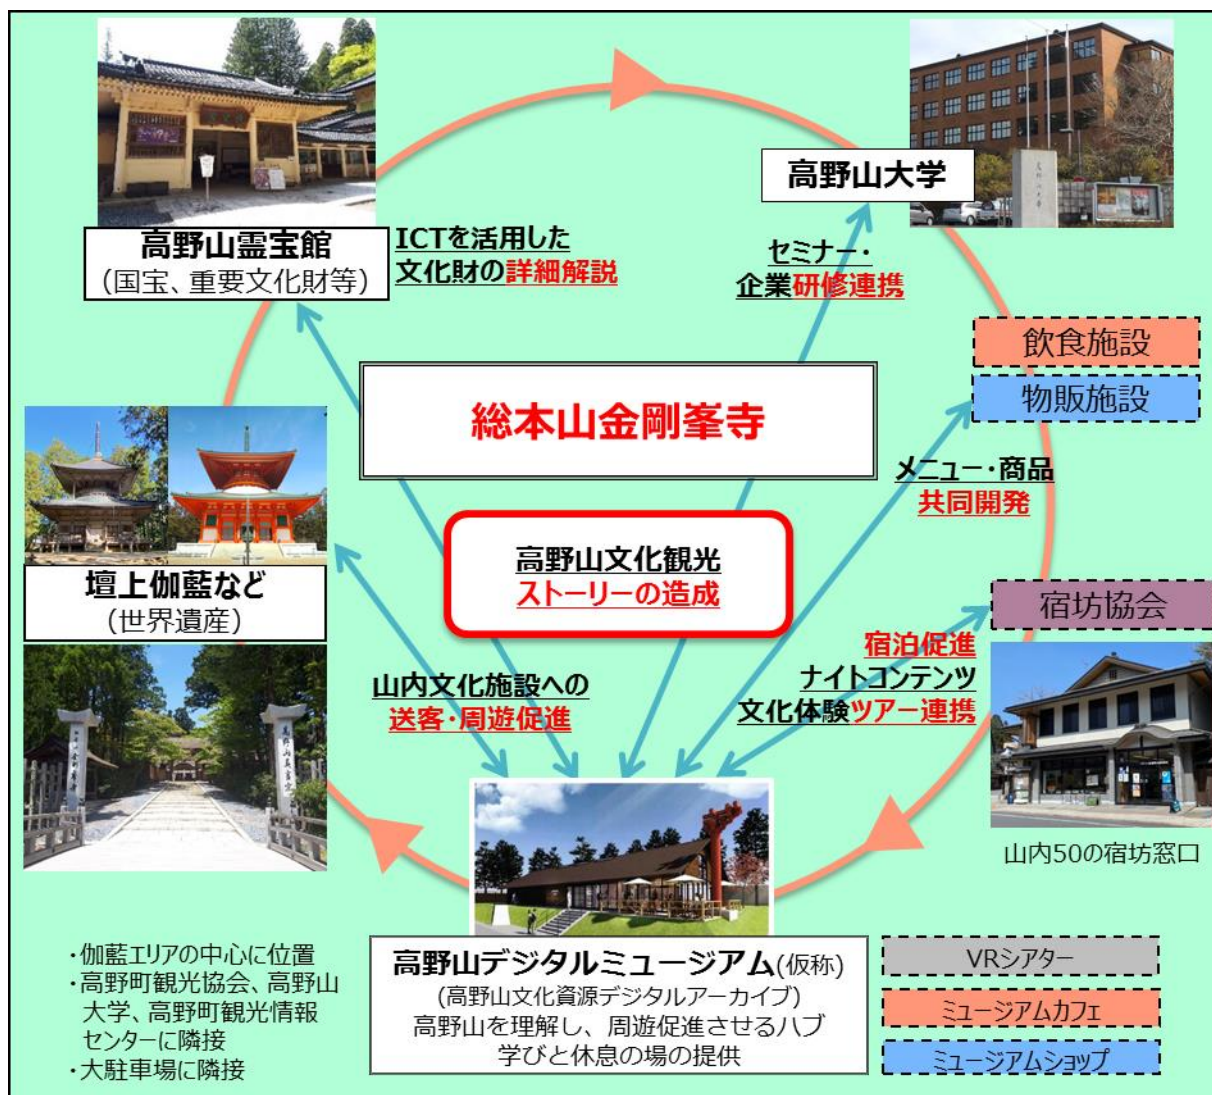 高野山大学
高野山大学
高野山霊宝館
(国宝、重要文化財等)
ICTを活用した
文化財の詳細解説
セミナー・
企業研修連携
飲食施設
物販施設
総本山金剛峯寺
メニュー・商品
共同開発
高野山文化観光
ストーリーの造成
壇上伽藍など
(世界遺産)
宿坊協会
宿泊促進
ナイトコンテンツ
文化体験ツアー連携
山内文化施設への
送客・周遊促進
山内50の宿坊窓口
高野山デジタルミュージアム(仮称)
(高野山文化資源デジタルアーカイブ)
高野山を理解し、周遊促進させるハブ
学びと休息の場の提供
・伽藍エリアの中心に位置
・高野町観光協会、高野山
大学、高野町観光情報
センターに隣接
・大駐車場に隣接
VRシアター
ミュージアムカフェ
ミュージアムショップ